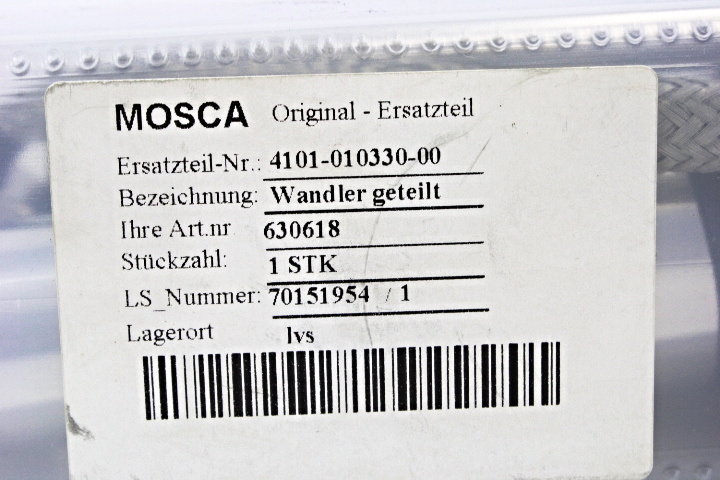 MOSCA Original - Ersatzteil
Ersatzteil-Nr.: 4101-010330-00
Bezeichnung: Wandler geteilt
Ihre Art.nr 630618
Stückzahl: 1 STK
LS_Nummer: 70151954 / 1
Lagerort lvs